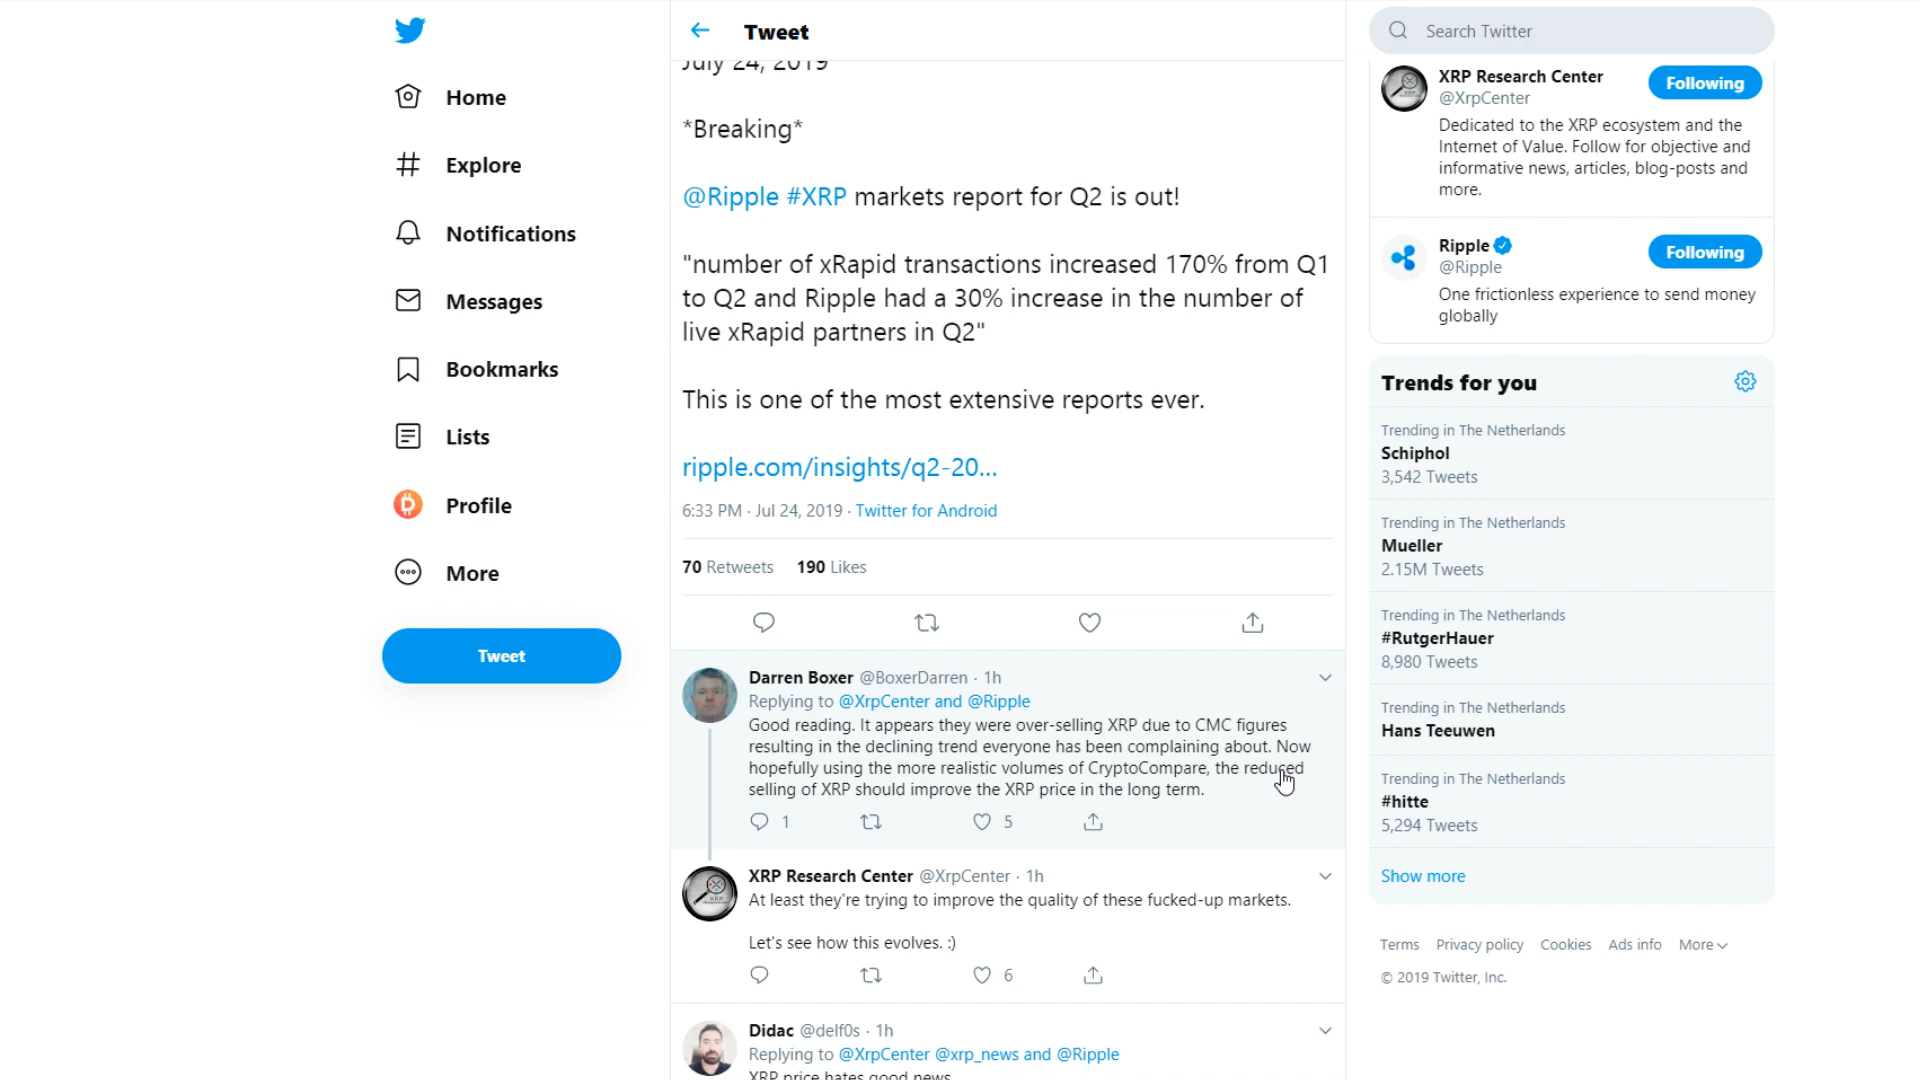 Home
Explore
Notifications
Messages
Bookmarks
Lists
Profile
More
Tweet
Tweet
July 24, 2019
*Breaking*
@Ripple #XRP markets report for Q2 is out!
"number of xRapid transactions increased 170% from Q1
to Q2 and Ripple had a 30% increase in the number of
live xRapid partners in Q2"
This is one of the most extensive reports ever.
ripple.com/insights/q2-20...
6:33 PM · Jul 24, 2019 · Twitter for Android
70 Retweets 190 Likes
Darren Boxer @BoxerDarren · 1h
Replying to @XrpCenter and @Ripple
Good reading. It appears they were over-selling XRP due to CMC figures
resulting in the declining trend everyone has been complaining about. Now
hopefully using the more realistic volumes of CryptoCompare, the reduced
selling of XRP should improve the XRP price in the long term.
1 5
XRP Research Center @XrpCenter · 1h
At least they're trying to improve the quality of these fucked-up markets.
Let's see how this evolves. :)
6
Didac @delf0s · 1h
Replying to @XrpCenter @xrp_news and @Ripple
XRP price hates good news
Search Twitter
XRP Research Center
@XrpCenter
Following
Dedicated to the XRP ecosystem and the
Internet of Value. Follow for objective and
informative news, articles, blog-posts and
more.
Ripple
@Ripple
Following
One frictionless experience to send money
globally
Trends for you
Trending in The Netherlands
Schiphol
3,542 Tweets
Trending in The Netherlands
Mueller
2.15M Tweets
Trending in The Netherlands
#RutgerHauer
8,980 Tweets
Trending in The Netherlands
Hans Teeuwen
Trending in The Netherlands
#hitte
5,294 Tweets
Show more
Terms Privacy policy Cookies Ads info More
© 2019 Twitter, Inc.